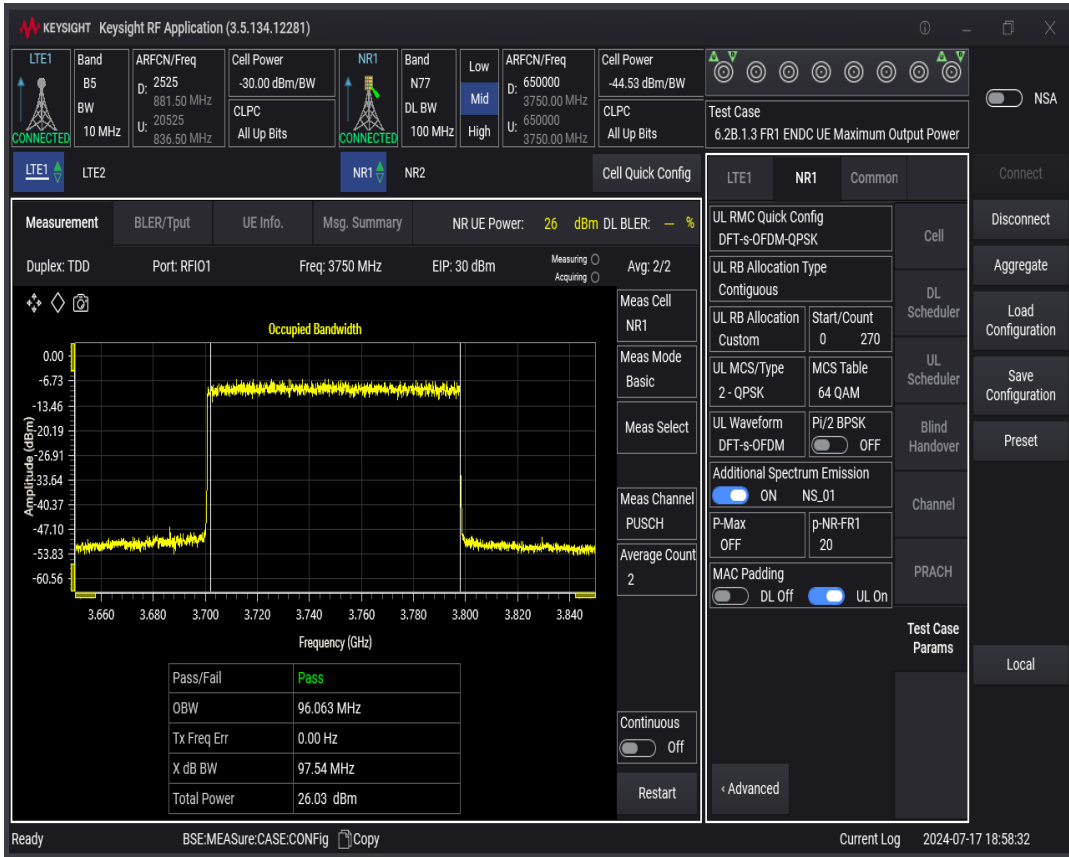 KEYSIGHT Keysight RF Application (3.5.134.12281)
LTE1 Band ARFCN/Freq Cell Power NR1 Band Low ARFCN/Freq Cell Power
B5 D: 2525 -30.00 dBm/BW N77 D: 650000 -44.53 dBm/BW
881.50 MHz 3750.00 MHz
BW U: 20525 CLPC DL BW Mid U: 650000 CLPC
CONNECTED 10 MHz 836.50 MHz All Up Bits CONNECTED 100 MHz High 3750.00 MHz All Up Bits
A B A B
Test Case
6.2B.1.3 FR1 ENDC UE Maximum Output Power
NSA
LTE1 LTE2 NR1 NR2 Cell Quick Config
Measurement BLER/Tput UE Info. Msg. Summary NR UE Power: 26 dBm DL BLER: --- %
Duplex: TDD Port: RFIO1 Freq: 3750 MHz EIP: 30 dBm Measuring Avg: 2/2
Acquiring
Occupied Bandwidth
Amplitude (dBm)
0.00
-6.73
-13.46
-20.19
-26.91
-33.64
-40.37
-47.10
-53.83
-60.56
3.660 3.680 3.700 3.720 3.740 3.760 3.780 3.800 3.820 3.840
Frequency (GHz)
Pass/Fail Pass
OBW 96.063 MHz
Tx Freq Err 0.00 Hz
X dB BW 97.54 MHz
Total Power 26.03 dBm
Meas Cell
NR1
Meas Mode
Basic
Meas Select
Meas Channel
PUSCH
Average Count
2
Continuous
Off
Restart
LTE1 NR1 Common
UL RMC Quick Config
DFT-s-OFDM-QPSK
UL RB Allocation Type
Contiguous
UL RB Allocation Start/Count
Custom 0 270
UL MCS/Type MCS Table
2 - QPSK 64 QAM
UL Waveform Pi/2 BPSK
DFT-s-OFDM OFF
Additional Spectrum Emission
ON NS_01
P-Max p-NR-FR1
OFF 20
MAC Padding
DL Off UL On
‹ Advanced
Cell
DL
Scheduler
UL
Scheduler
Blind
Handover
Channel
PRACH
Test Case
Params
Connect
Disconnect
Aggregate
Load
Configuration
Save
Configuration
Preset
Local
Ready BSE:MEASure:CASE:CONFig Copy Current Log 2024-07-17 18:58:32